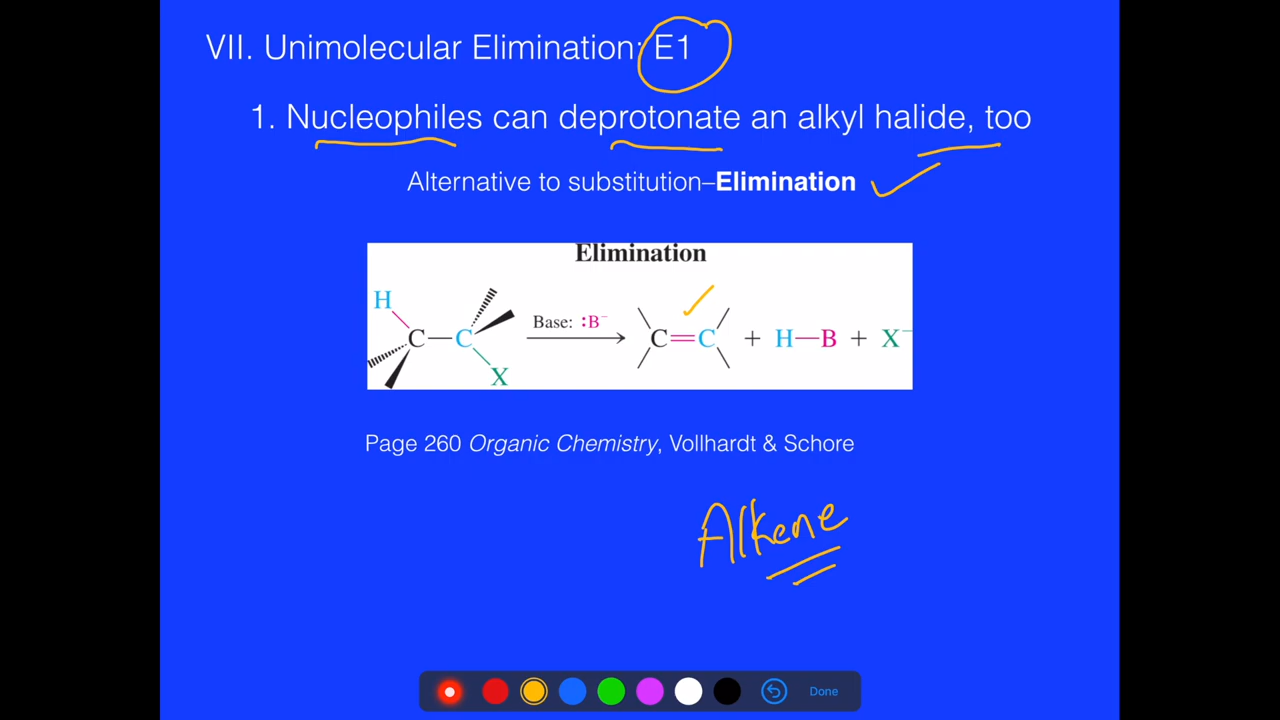 VII. Unimolecular Elimination: E1
1. Nucleophiles can deprotonate an alkyl halide, too
Alternative to substitution–Elimination
Elimination
H
C—C
X
Base: :B⁻
C=C + H—B + X⁻
Page 260 Organic Chemistry, Vollhardt & Schore
Alkene
Done